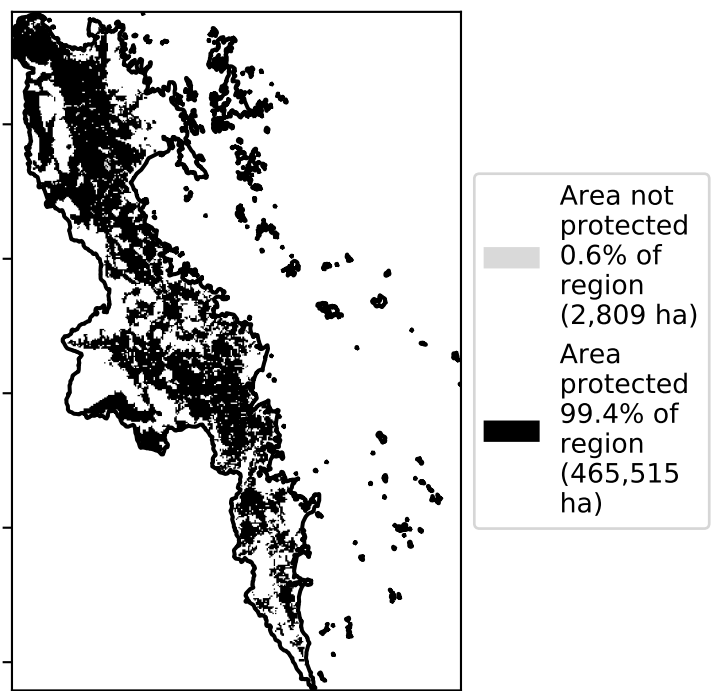 Area not
protected
0.6% of
region
(2,809 ha)
Area
protected
99.4% of
region
(465,515
ha)